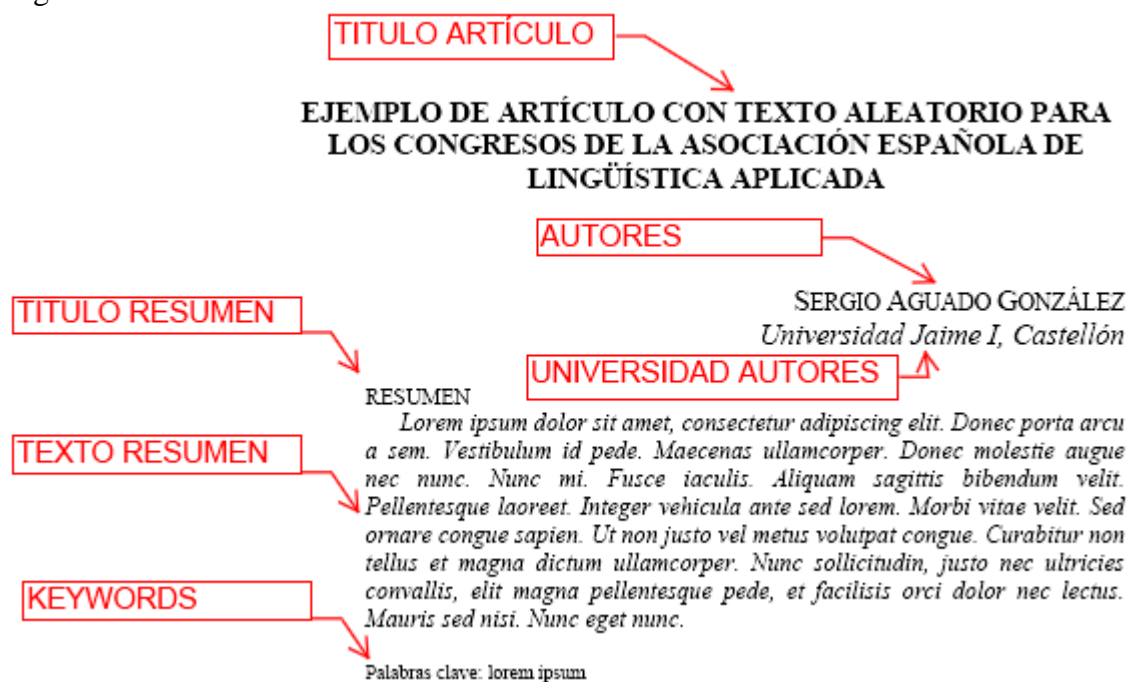 TITULO ARTÍCULO
EJEMPLO DE ARTÍCULO CON TEXTO ALEATORIO PARA
LOS CONGRESOS DE LA ASOCIACIÓN ESPAÑOLA DE
LINGÜÍSTICA APLICADA
AUTORES
SERGIO AGUADO GONZÁLEZ
Universidad Jaime I, Castellón
TITULO RESUMEN
UNIVERSIDAD AUTORES
RESUMEN
Lorem ipsum dolor sit amet, consectetur adipiscing elit. Donec porta arcu
a sem. Vestibulum id pede. Maecenas ullamcorper. Donec molestie augue
TEXTO RESUMEN
nec nunc. Nunc mi. Fusce iaculis. Aliquam sagittis bibendum velit.
Pellentesque laoreet. Integer vehicula ante sed lorem. Morbi vitae velit. Sed
ornare congue sapien. Ut non justo vel metus volutpat congue. Curabitur non
tellus et magna dictum ullamcorper. Nunc sollicitudin, justo nec ultricies
KEYWORDS
convallis, elit magna pellentesque pede, et facilisis orci dolor nec lectus.
Mauris sed nisi. Nunc eget nunc.
Palabras clave: lorem ipsum